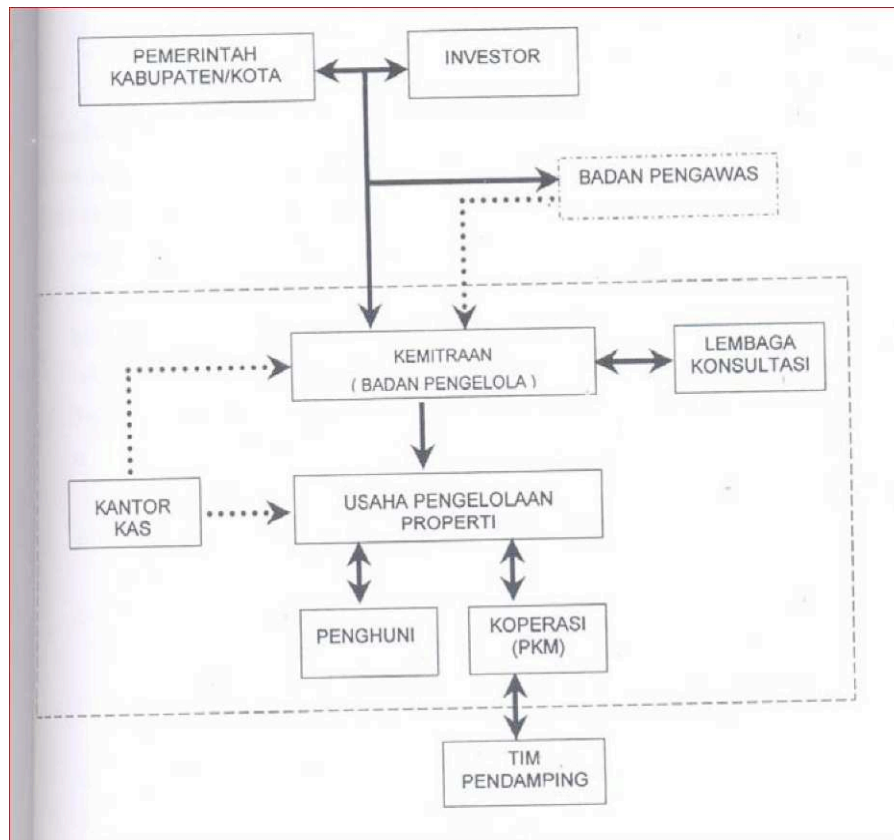 PEMERINTAH
KABUPATEN/KOTA
INVESTOR
BADAN PENGAWAS
KEMITRAAN
( BADAN PENGELOLA )
LEMBAGA
KONSULTASI
KANTOR
KAS
USAHA PENGELOLAAN
PROPERTI
PENGHUNI
KOPERASI
(PKM)
TIM
PENDAMPING